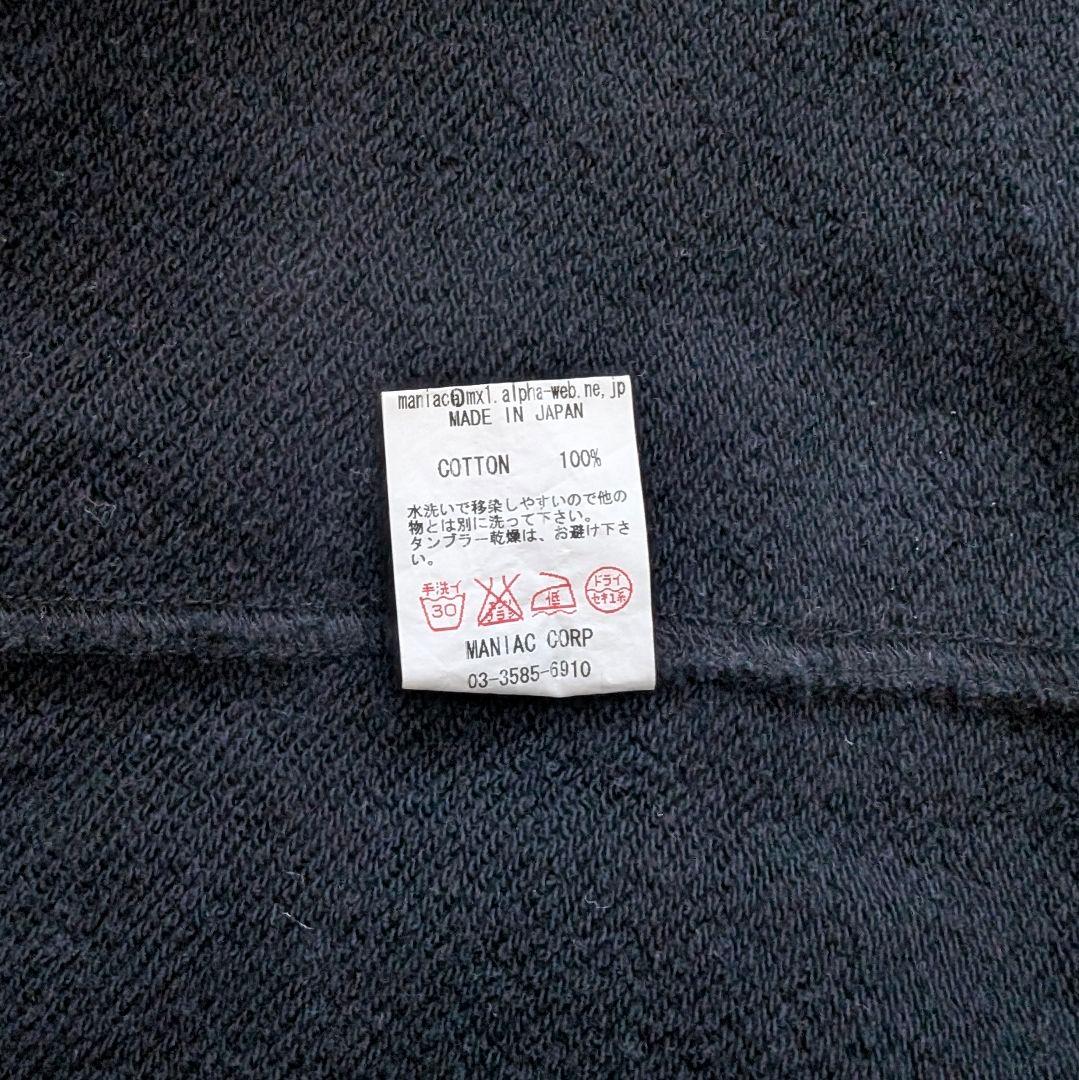 maniac@mx1.alpha-web.ne,jp
MADE IN JAPAN
COTTON 100%
水洗いで移染しやすいので他の
物とは別に洗って下さい。
タンブラー乾燥は、お避け下さ
い。
手洗イ 30 低 ドライ セキユ系
MANIAC CORP
03-3585-6910